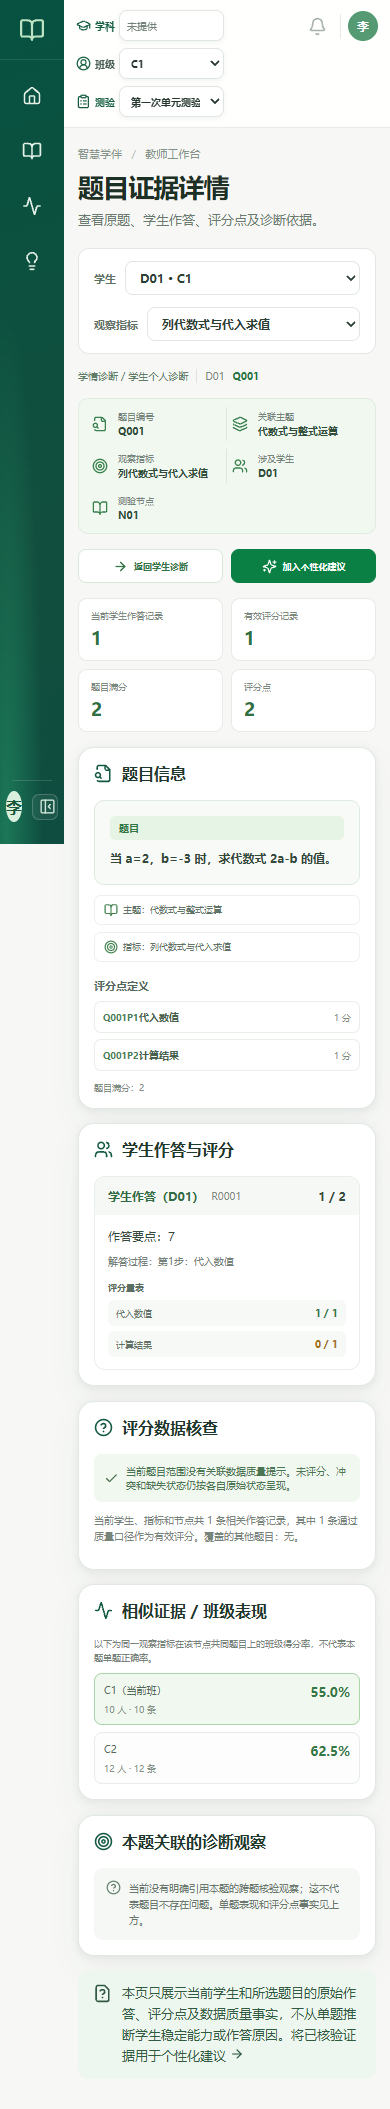 学科 未提供
李
班级 C1
测验 第一次单元测验
智慧学伴 / 教师工作台
题目证据详情
查看原题、学生作答、评分点及诊断依据。
学生 D01 · C1
观察指标 列代数式与代入求值
学情诊断 / 学生个人诊断 D01 Q001
题目编号
Q001
关联主题
代数式与整式运算
观察指标
列代数式与代入求值
涉及学生
D01
测验节点
N01
返回学生诊断
加入个性化建议
当前学生作答记录
1
有效评分记录
1
题目满分
2
评分点
2
李
题目信息
题目
当 a=2，b=-3 时，求代数式 2a-b 的值。
主题：代数式与整式运算
指标：列代数式与代入求值
评分点定义
Q001P1代入数值 1 分
Q001P2计算结果 1 分
题目满分：2
学生作答与评分
学生作答（D01） R0001 1 / 2
作答要点：7
解答过程：第1步：代入数值
评分量表
代入数值 1 / 1
计算结果 0 / 1
评分数据核查
当前题目范围没有关联数据质量提示。未评分、冲
突和缺失状态仍按各自原始状态呈现。
当前学生、指标和节点共 1 条相关作答记录，其中 1 条通过
质量口径作为有效评分。覆盖的其他题目：无。
相似证据 / 班级表现
以下为同一观察指标在该节点共同题目上的班级得分率，不代表本
题单题正确率。
C1（当前班） 55.0%
10 人 · 10 条
C2 62.5%
12 人 · 12 条
本题关联的诊断观察
当前没有明确引用本题的跨题核验观察；这不代
表题目不存在问题。单题表现和评分点事实见上
方。
本页只展示当前学生和所选题目的原始作
答、评分点及数据质量事实，不从单题推
断学生稳定能力或作答原因。将已核验证
据用于个性化建议 →